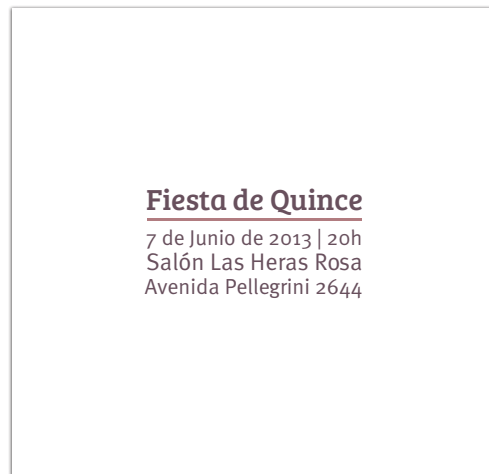 Fiesta de Quince
7 de Junio de 2013 | 20h
Salón Las Heras Rosa
Avenida Pellegrini 2644